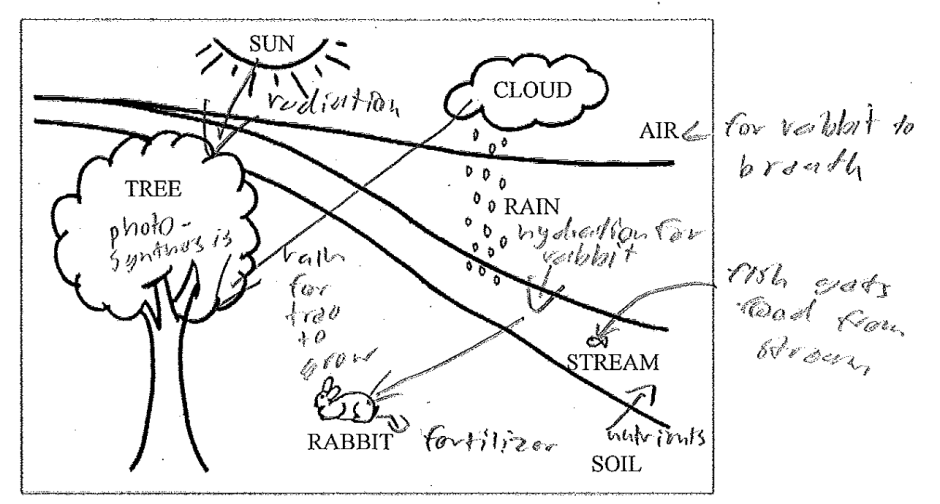 SUN
radiation
CLOUD
AIR for rabbit to
breath
TREE
photo-
synthesis
RAIN
hydration for
rabbit
rain
for
tree
to
grow
fish eats
food from
stream
STREAM
RABBIT
fertilizer
nutrients
SOIL